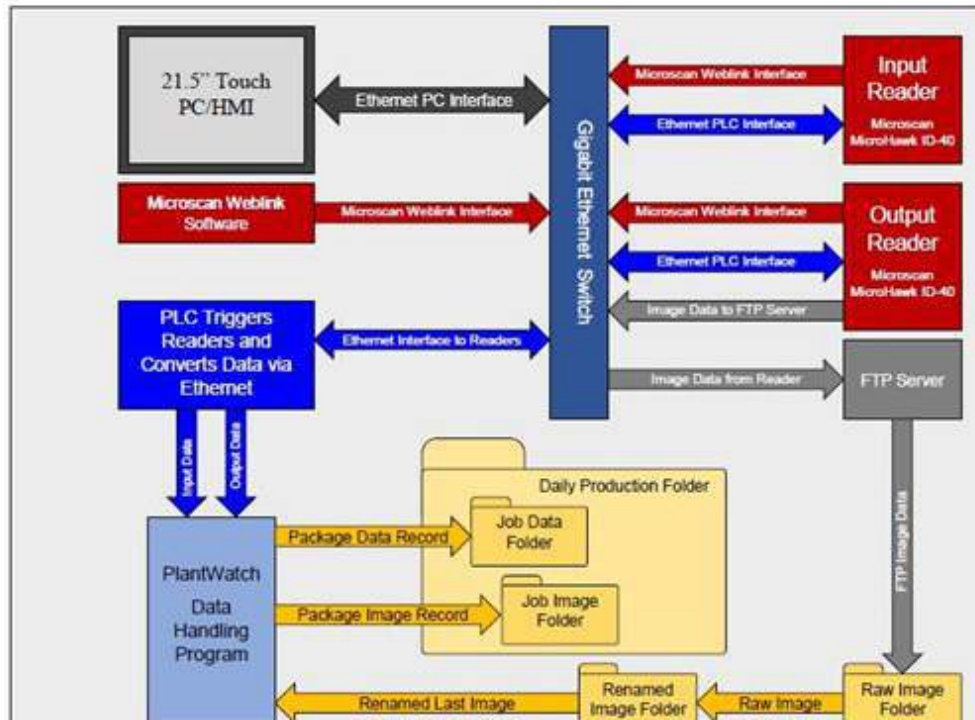 21.5” Touch
PC/HMI
Ethernet PC Interface
Gigabit Ethernet Switch
Microscan Weblink Interface
Ethernet PLC Interface
Input
Reader
Microscan
MicroHawk ID-40
Microscan Weblink
Software
Microscan Weblink Interface
Microscan Weblink Interface
Ethernet PLC Interface
Image Data to FTP Server
Output
Reader
Microscan
MicroHawk ID-40
PLC Triggers
Readers and
Converts Data via
Ethernet
Ethernet Interface to Readers
Image Data from Reader
FTP Server
Input Data
Output Data
FTP Image Data
Daily Production Folder
PlantWatch
Data
Handling
Program
Package Data Record
Job Data
Folder
Package Image Record
Job Image
Folder
Renamed Last Image
Renamed
Image Folder
Raw Image
Raw Image
Folder